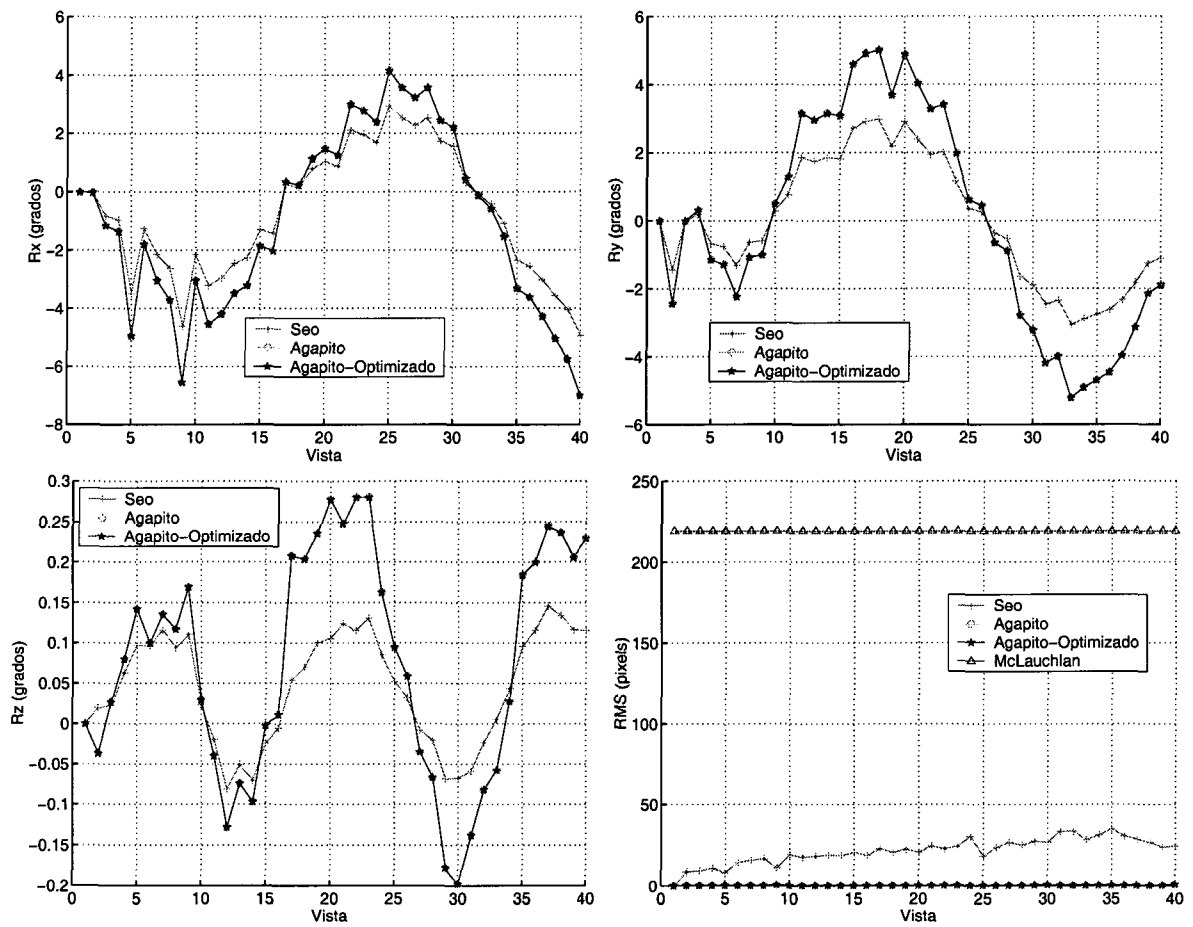 6
4
2
0
−2
−4
−6
−8
Rx (grados)
Seo
Agapito
Agapito−Optimizado
0 5 10 15 20 25 30 35 40
Vista
6
4
2
0
−2
−4
−6
Ry (grados)
Seo
Agapito
Agapito−Optimizado
0 5 10 15 20 25 30 35 40
Vista
0.3
0.25
0.2
0.15
0.1
0.05
0
−0.05
−0.1
−0.15
−0.2
Rz (grados)
Seo
Agapito
Agapito−Optimizado
0 5 10 15 20 25 30 35 40
Vista
250
200
150
100
50
0
RMS (pixels)
Seo
Agapito
Agapito−Optimizado
McLauchlan
0 5 10 15 20 25 30 35 40
Vista